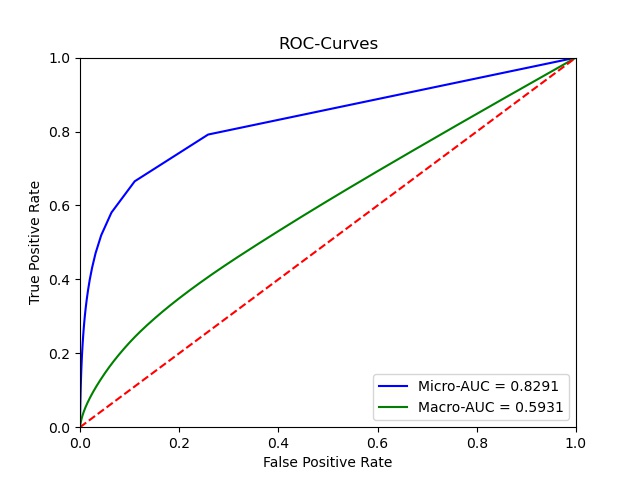 ROC-Curves
True Positive Rate
1.0
0.8
0.6
0.4
0.2
0.0
0.0 0.2 0.4 0.6 0.8 1.0
False Positive Rate
Micro-AUC = 0.8291
Macro-AUC = 0.5931